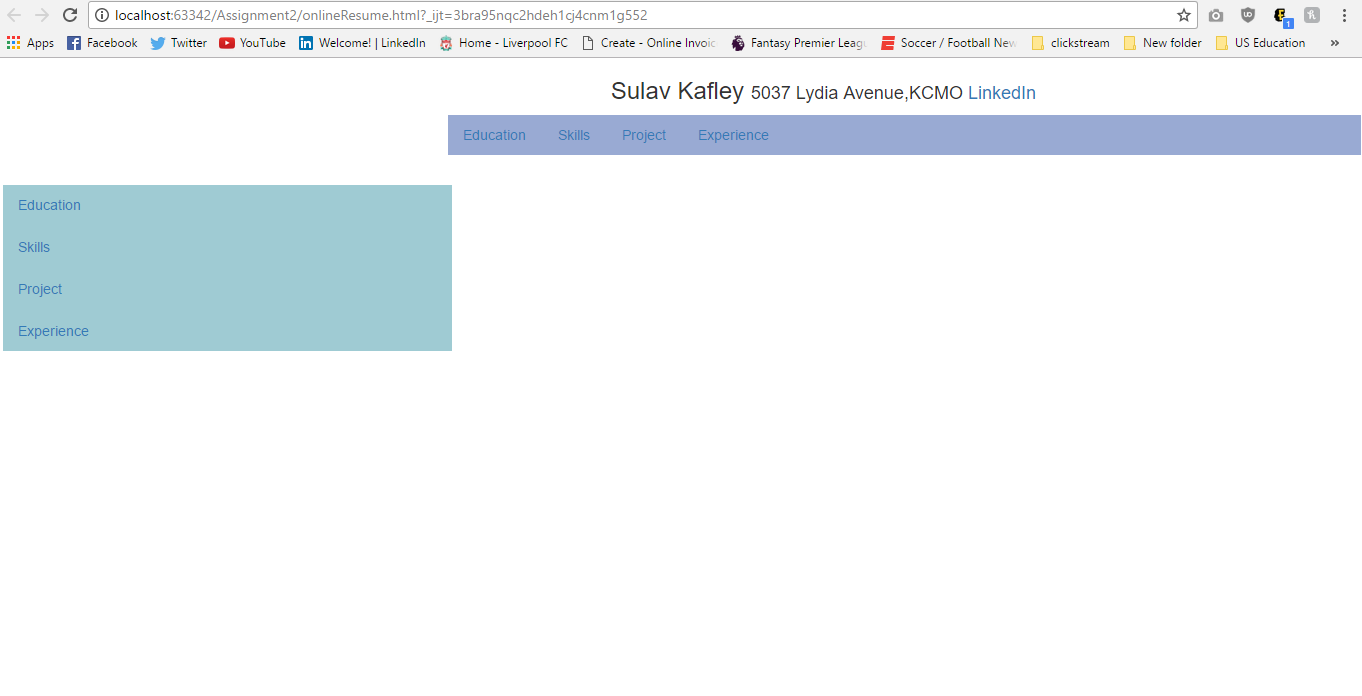 localhost:63342/Assignment2/onlineResume.html?_ijt=3bra95nqc2hdeh1cj4cnm1g552
Apps Facebook Twitter YouTube Welcome! | LinkedIn Home - Liverpool FC Create - Online Invoic Fantasy Premier Leag Soccer / Football New clickstream New folder US Education »
1
Sulav Kafley 5037 Lydia Avenue,KCMO LinkedIn
Education Skills Project Experience
Education
Skills
Project
Experience